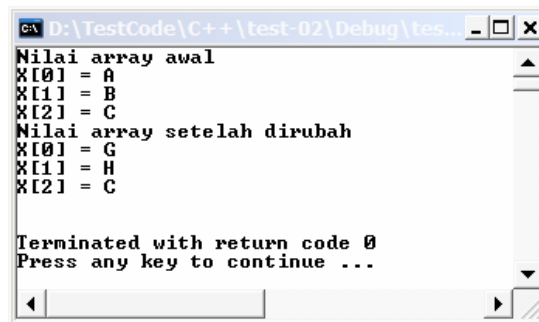 D:\TestCode\C++\test-02\Debug\tes...
Nilai array awal
X[0] = A
X[1] = B
X[2] = C
Nilai array setelah dirubah
X[0] = G
X[1] = H
X[2] = C
Terminated with return code 0
Press any key to continue ...